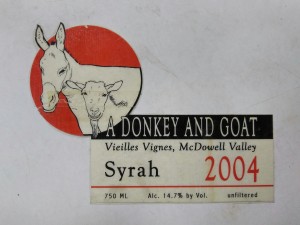 A DONKEY AND GOAT
Vieilles Vignes, McDowell Valley
Syrah 2004
750 ML Alc. 14.7% by Vol. unfiltered